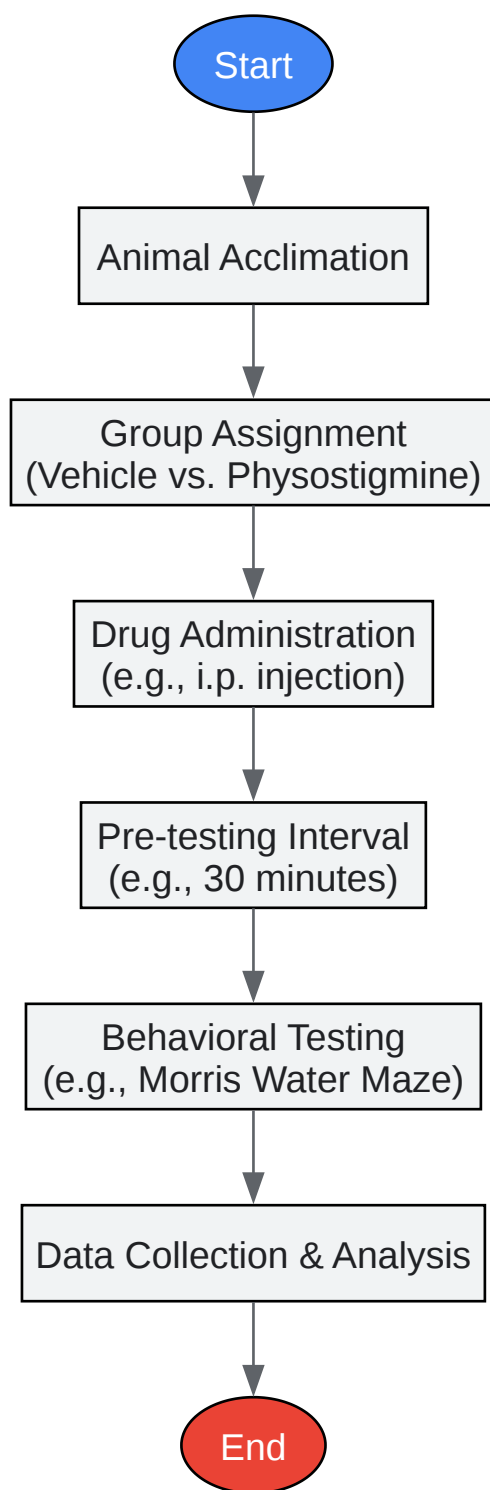 Start
Animal Acclimation
Group Assignment
(Vehicle vs. Physostigmine)
Drug Administration
(e.g., i.p. injection)
Pre-testing Interval
(e.g., 30 minutes)
Behavioral Testing
(e.g., Morris Water Maze)
Data Collection & Analysis
End